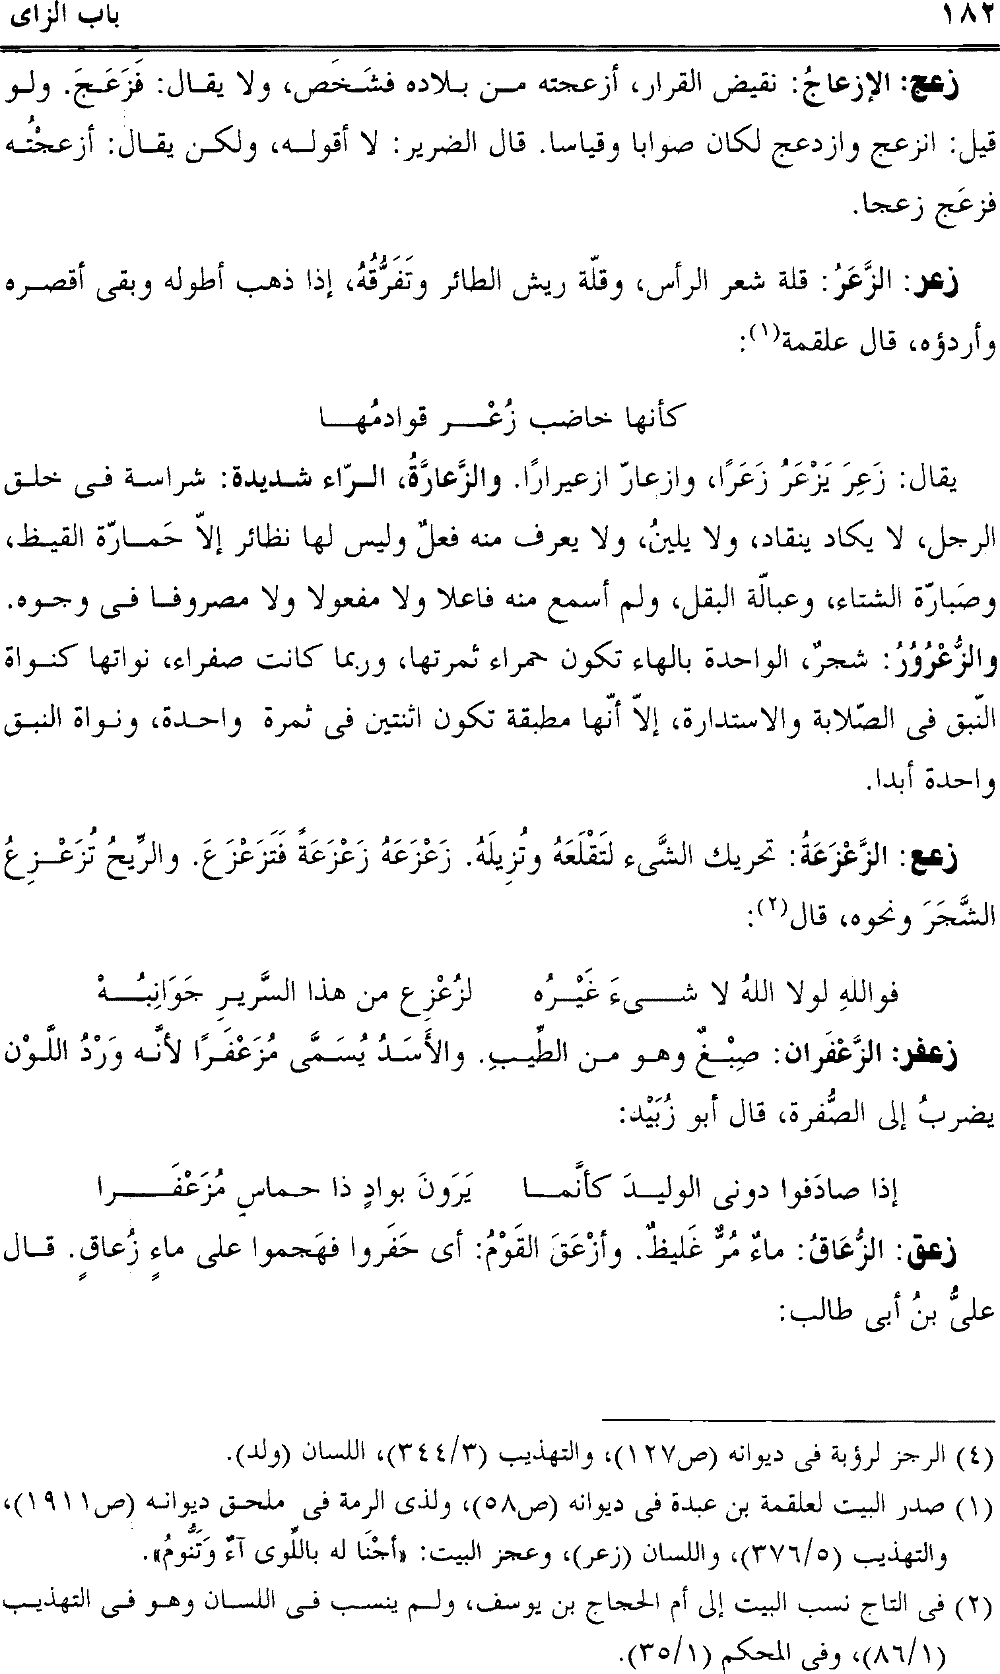 ١٨٢ باب الزاى
زعج: الإزعاجُ: نقيض القرار، أزعجته من بلاده فشَخَص، ولا يقال: فَزَعَجَ. ولو
قيل: انزعج وازدعج لكان صوابا وقياسا. قال الضرير: لا أقوله، ولكن يقال: أزعجْتُه
فزعَج زعجا.
زعر: الزَّعَرُ: قلة شعر الرأس، وقلّة ريش الطائر وتَفَرُّقُهُ، إذا ذهب أطوله وبقى أقصره
وأردؤه، قال علقمة(١):
كأنها خاضب زُعْر قوادمُها
يقال: زَعِرَ يَزْعَرُ زَعَرًا، وازعارّ ازعيرارًا. والزَّعارَّةُ، الرّاء شديدة: شراسة فى خلق
الرجل، لا يكاد ينقاد، ولا يلينُ، ولا يعرف منه فعلٌ وليس لها نظائر إلاّ حَمارّة القيظ،
وصَبارّة الشتاء، وعبالّة البقل، ولم أسمع منه فاعلا ولا مفعولا ولا مصروفا فى وجوه.
والزُّعْرُوُرُ: شجرٌ، الواحدة بالهاء تكون حمراء ثمرتها، وربما كانت صفراء، نواتها كنواة
النّبق فى الصّلابة والاستدارة، إلاّ أنّها مطبقة تكون اثنتين فى ثمرة واحدة، ونواة النبق
واحدة أبدا.
زعع: الزَّعْزَعَةُ: تحريك الشَّىء لتَقْلَعَهُ وتُزِيلَهُ. زَعْزَعَهُ زَعْزَعَةً فَتَزَعْزَعَ. والرِّيحُ تُزَعْزِعُ
الشَّجَرَ ونحوه، قال(٢):
فواللهِ لولا اللهُ لا شىءَ غَيْرُه لزُعْزِع من هذا السَّريرِ جَوَانِبُهْ
زعفر: الزَّعْفَران: صِبْغٌ وهو من الطِّيبِ. والأَسَدُ يُسَمَّى مُزَعْفَرًا لأنَّه وَرْدُ اللَّوْن
يضربُ إلى الصُّفرة، قال أبو زُبَيْد:
إذا صادَفوا دونى الوليدَ كأنَّما يَرَونَ بوادٍ ذا حماسٍ مُزَعْفَرا
زعق: الزُّعَاقُ: ماءٌ مُرٌّ غَليظٌ. وأزْعَقَ القَوْمُ: أى حَفَروا فهَجموا على ماءٍ زُعاقٍ. قال
علىُّ بنُ أبى طالب:
(٤) الرجز لرؤبة فى ديوانه (ص١٢٧)، والتهذيب (٣٤٤/٣)، اللسان (ولد).
(١) صدر البيت لعلقمة بن عبدة فى ديوانه (ص٥٨)، ولذى الرمة فى ملحق ديوانه (ص١٩١١)،
والتهذيب (٣٧٦/٥)، واللسان (زعر)، وعجز البيت: «أجْنَا له باللَّوى آءٌ وَتَنُّومُ».
(٢) فى التاج نسب البيت إلى أم الحجاج بن يوسف، ولم ينسب فى اللسان وهو فى التهذيب
(٨٦/١)، وفى المحكم (٣٥/١).